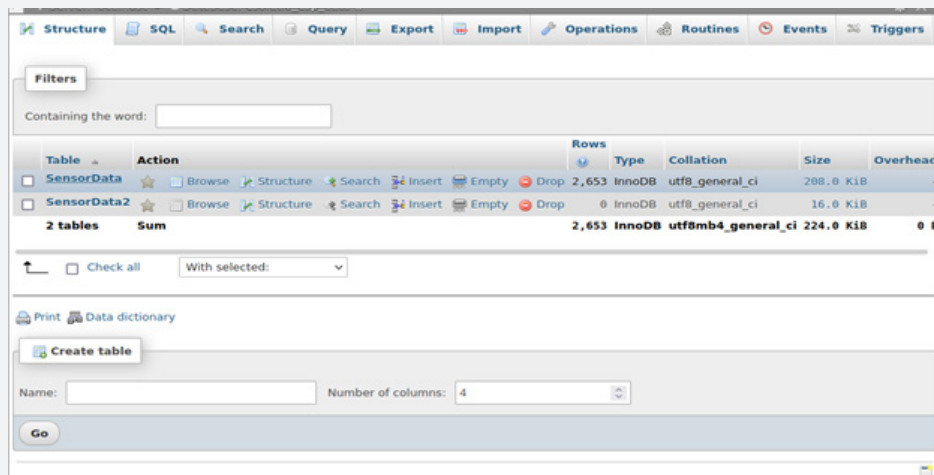 Structure SQL Search Query Export Import Operations Routines Events Triggers
Filters
Containing the word:
Table Action Rows Type Collation Size Overhead
SensorData Browse Structure Search Insert Empty Drop 2,653 InnoDB utf8_general_ci 208.0 KiB
SensorData2 Browse Structure Search Insert Empty Drop 0 InnoDB utf8_general_ci 16.0 KiB
2 tables Sum 2,653 InnoDB utf8mb4_general_ci 224.0 KiB 0
Check all With selected:
Print Data dictionary
Create table
Name: Number of columns: 4
Go